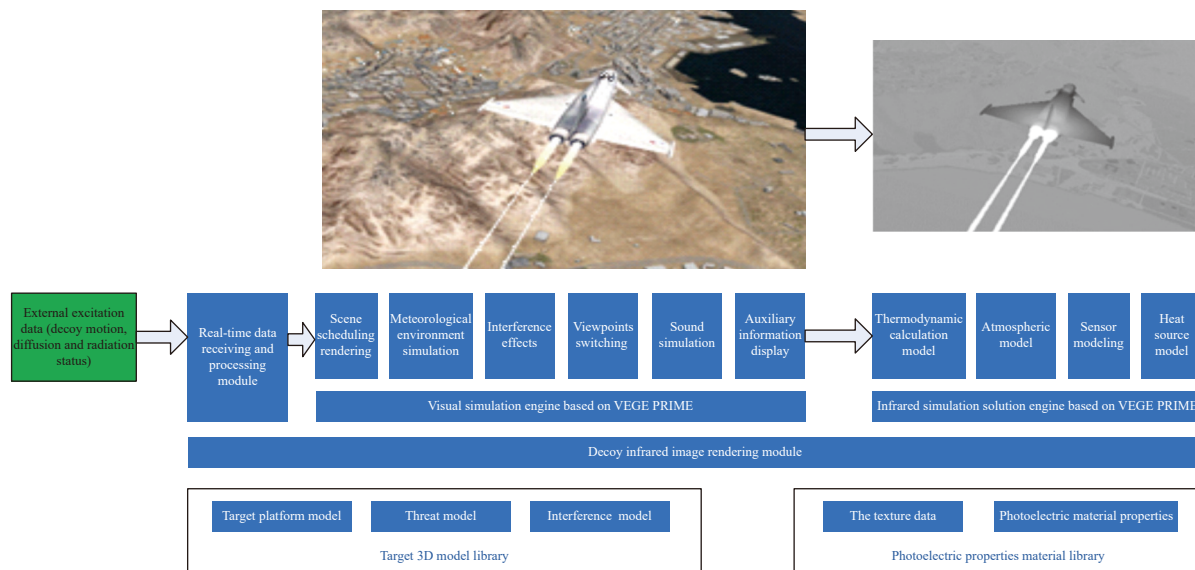 External excitation
data (decoy motion,
diffusion and radiation
status)
Real-time data
receiving and
processing
module
Scene
scheduling
rendering
Meteorological
environment
simulation
Interference
effects
Viewpoints
switching
Sound
simulation
Auxiliary
information
display
Thermodynamic
calculation
model
Atmospheric
model
Sensor
modeling
Heat
source
model
Visual simulation engine based on VEGE PRIME
Infrared simulation solution engine based on VEGE PRIME
Decoy infrared image rendering module
Target platform model
Threat model
Interference model
Target 3D model library
The texture data
Photoelectric material properties
Photoelectric properties material library